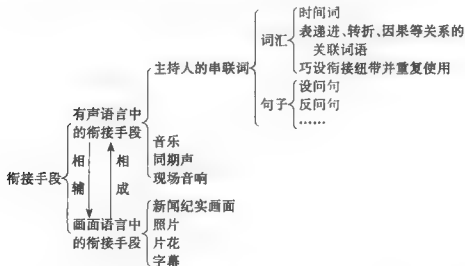 时间词
表递进、转折、因果等关系的
关联词语
词汇
巧设衔接纽带并重复使用
主持人的串联词
设问句
句子
反问句
……
有声语言中
的衔接手段
音乐
同期声
现场音响
相 相
辅 成
衔接手段
画面语言中
的衔接手段
新闻纪实画面
照片
片花
字幕